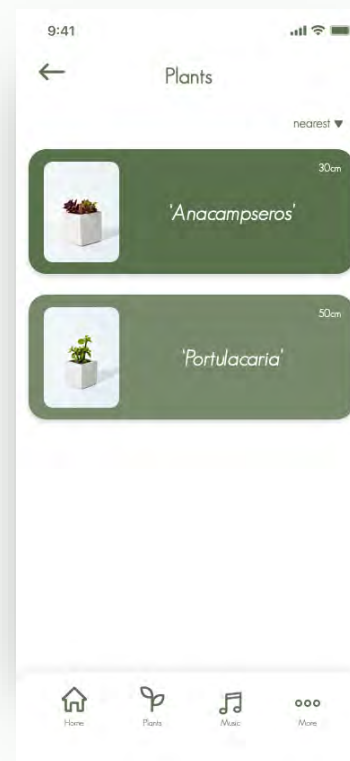 9:41
Plants
nearest ▼
30cm
'Anacampseros'
50cm
'Portulacaria'
Home
Plants
Music
More